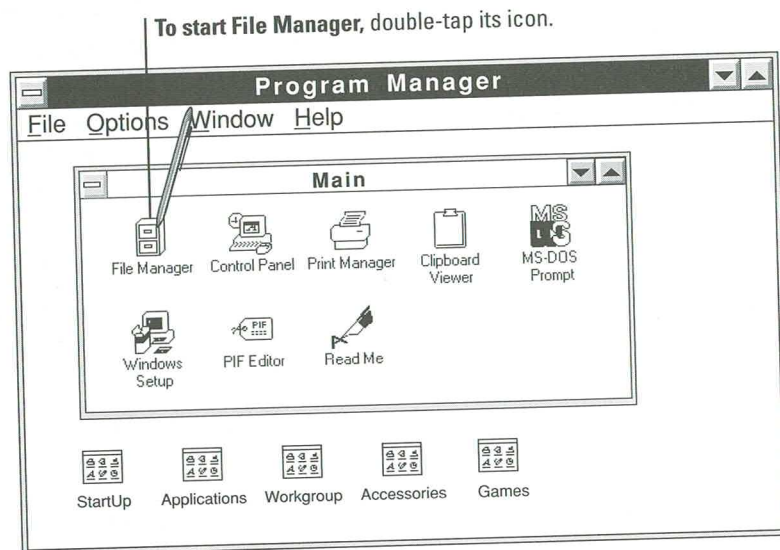 To start File Manager, double-tap its icon.
Program Manager
File Options Window Help
Main
File Manager Control Panel Print Manager Clipboard Viewer MS-DOS Prompt
Windows Setup PIF Editor Read Me
StartUp Applications Workgroup Accessories Games